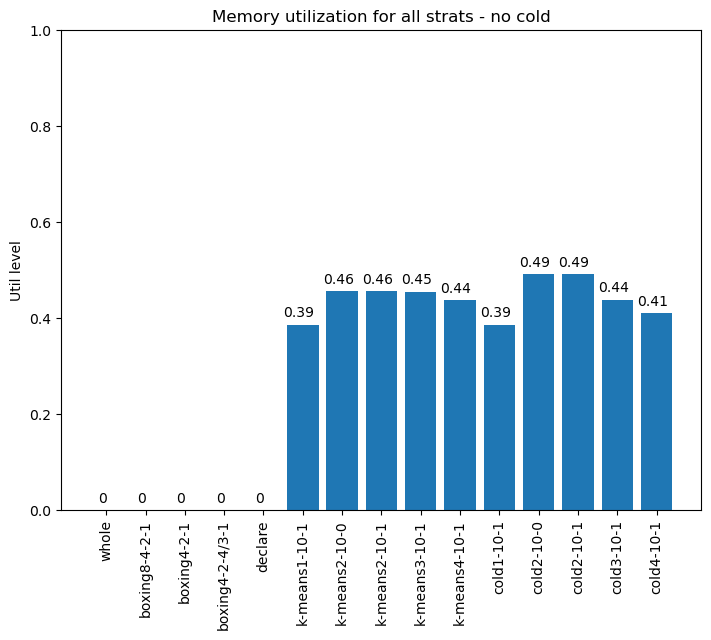 Memory utilization for all strats - no cold
Util level
1.0
0.8
0.6
0.4
0.2
0.0
0
0
0
0
0
0.39
0.46
0.46
0.45
0.44
0.39
0.49
0.49
0.44
0.41
whole
boxing8-4-2-1
boxing4-2-1
boxing4-2-4/3-1
declare
k-means1-10-1
k-means2-10-0
k-means2-10-1
k-means3-10-1
k-means4-10-1
cold1-10-1
cold2-10-0
cold2-10-1
cold3-10-1
cold4-10-1